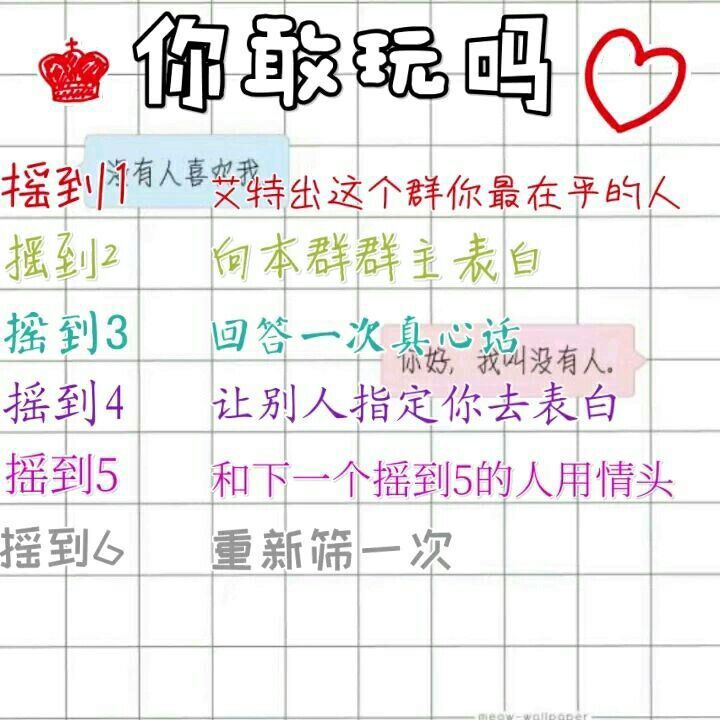 你敢玩吗
没有人喜欢我
摇到1 艾特出这个群你最在乎的人
摇到2 向本群群主表白
摇到3 回答一次真心话
你好，我叫没有人。
摇到4 让别人指定你去表白
摇到5 和下一个摇到5的人用情头
摇到6 重新筛一次
meow-wallpaper